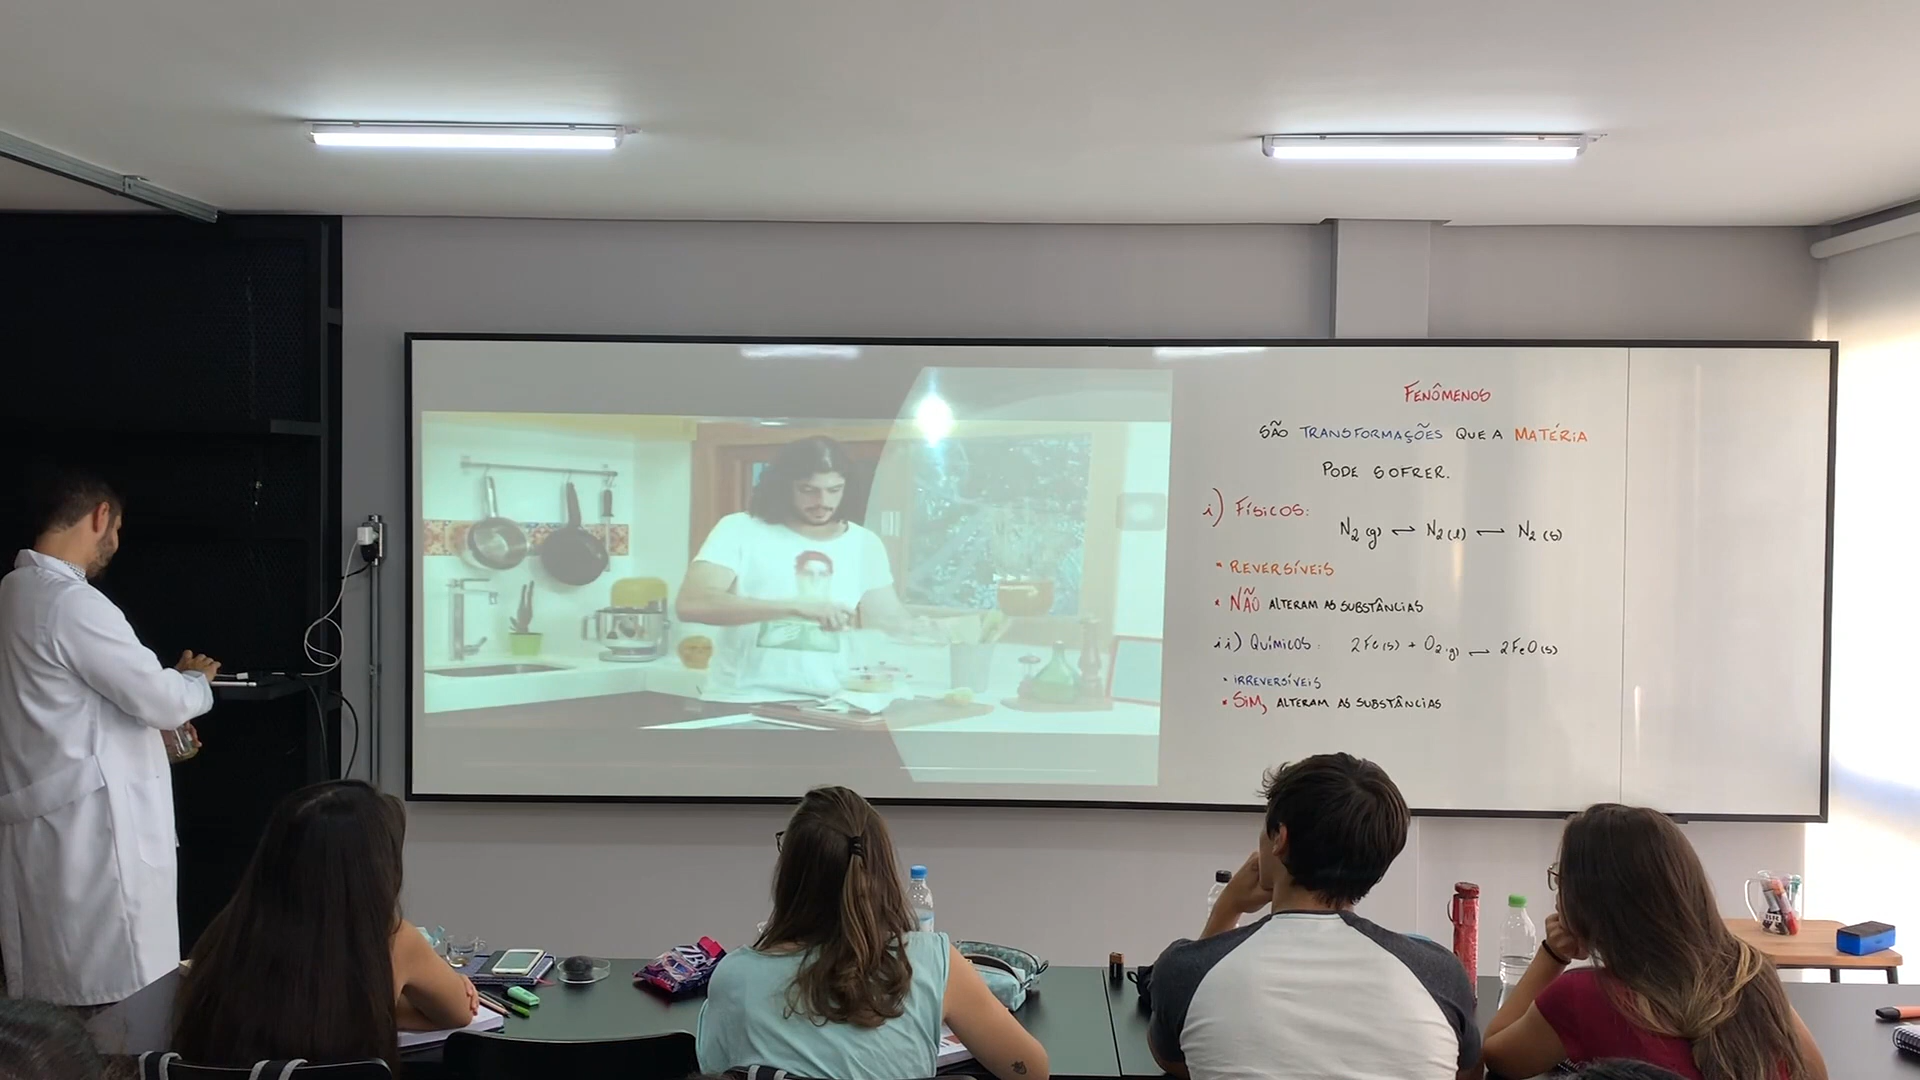 FENÔMENOS
SÃO TRANSFORMAÇÕES QUE A MATÉRIA
PODE SOFRER.
i) FÍSICOS:
N₂(g) ⇌ N₂(l) ⇌ N₂(s)
• REVERSÍVEIS
• NÃO ALTERAM AS SUBSTÂNCIAS
ii) QUÍMICOS: 2Fe(s) + O₂(g) ⇌ 2FeO(s)
• IRREVERSÍVEIS
• SIM, ALTERAM AS SUBSTÂNCIAS